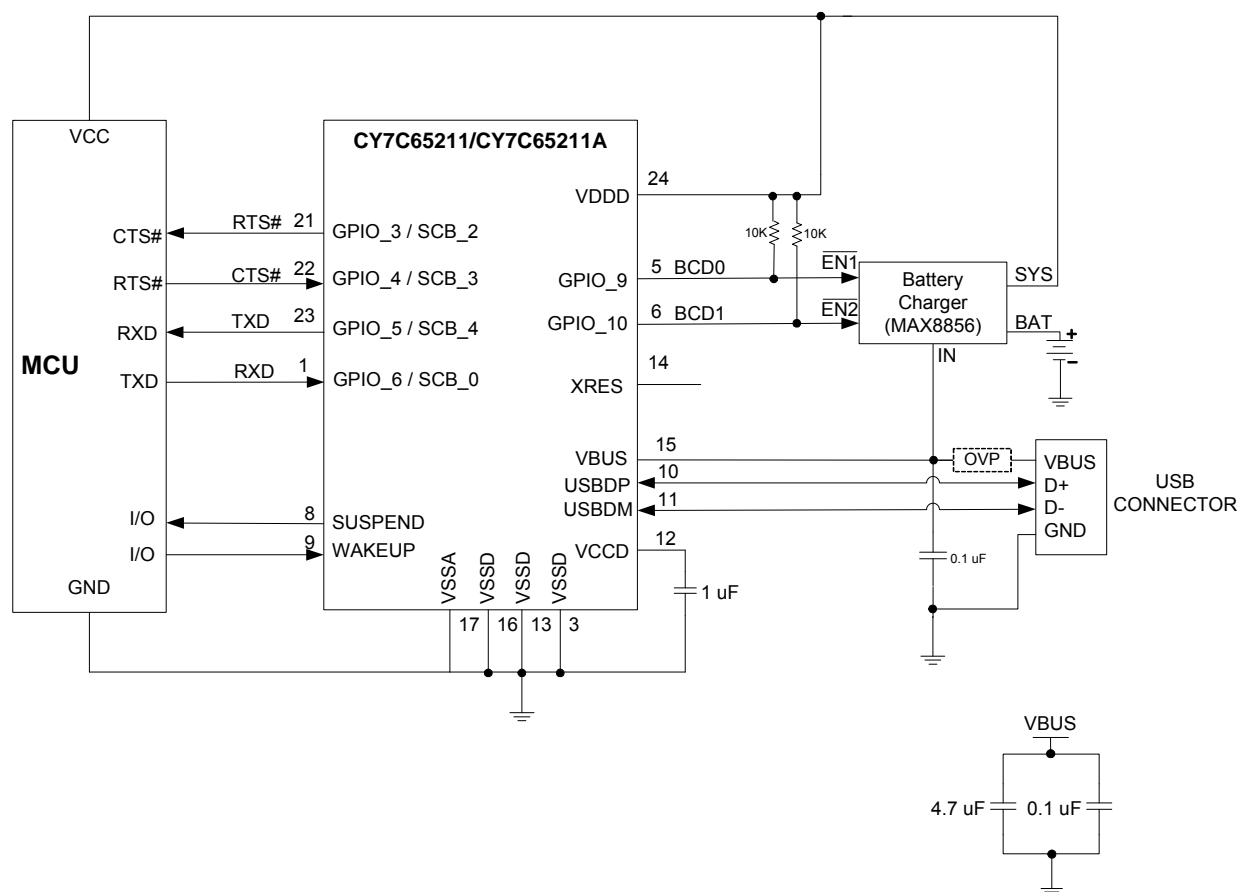 CY7C65211/CY7C65211A
VCC
VDDD
24
CTS#
RTS#
21
GPIO_3 / SCB_2
10K
10K
RTS#
CTS#
22
GPIO_4 / SCB_3
GPIO_9
5
BCD0
EN1
Battery
Charger
(MAX8856)
SYS
RXD
TXD
23
GPIO_5 / SCB_4
GPIO_10
6
BCD1
EN2
BAT
+
-
IN
MCU
TXD
RXD
1
GPIO_6 / SCB_0
XRES
14
VBUS
15
OVP
VBUS
USBDP
10
D+
USBDM
11
D-
GND
USB
CONNECTOR
I/O
8
SUSPEND
I/O
9
WAKEUP
VCCD
12
0.1 uF
1 uF
GND
VSSA
VSSD
VSSD
VSSD
17
16
13
3
VBUS
4.7 uF
0.1 uF